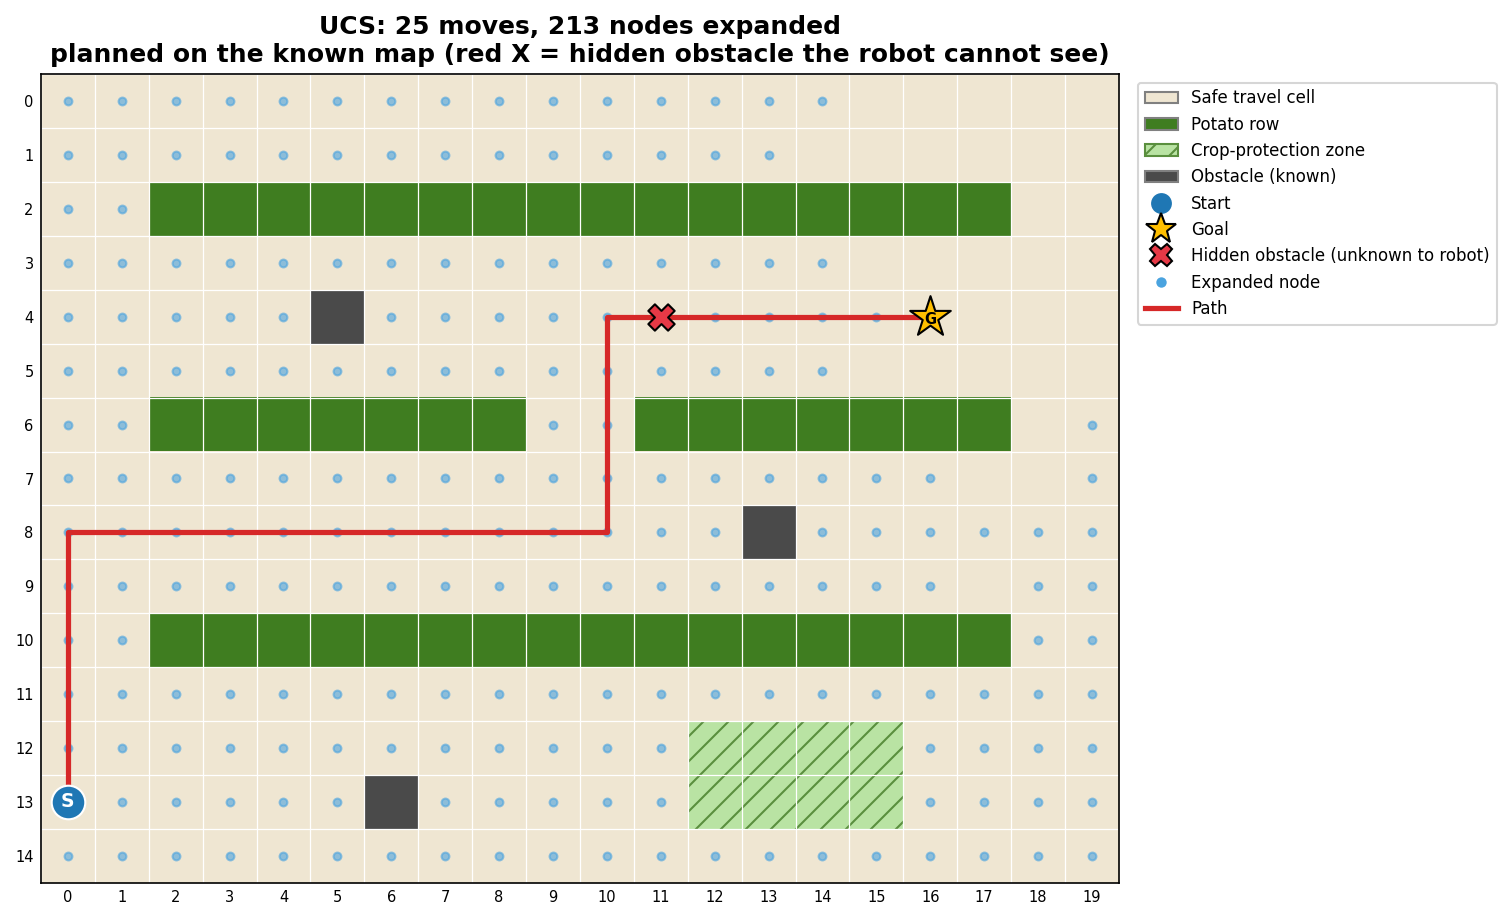 UCS: 25 moves, 213 nodes expanded
planned on the known map (red X = hidden obstacle the robot cannot see)
Safe travel cell
Potato row
Crop-protection zone
Obstacle (known)
Start
Goal
Hidden obstacle (unknown to robot)
Expanded node
Path
0
1
2
3
4
G
5
6
7
8
9
10
11
12
13
S
14
0 1 2 3 4 5 6 7 8 9 10 11 12 13 14 15 16 17 18 19